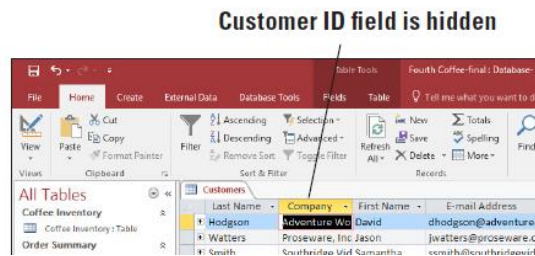 Customer ID field is hidden
Table Tools Fourth Coffee-final : Database-
File Home Create External Data Database Tools Fields Table Tell me what you want to d
View Paste Cut Copy Format Painter
Filter Ascending Descending Remove Sort Selection Advanced Toggle Filter
Refresh All New Save Delete Totals Spelling More Find
Views Clipboard Sort & Filter Records
All Tables Customers
Coffee Inventory Last Name Company First Name E-mail Address
Coffee Inventory : Table Hodgson Adventure Wo David dhodgson@adventure
Order Summary Watters Proseware, Inc Jason jwatters@proseware.c
Smith Southridge Vid Samantha ssmith@southridgevid